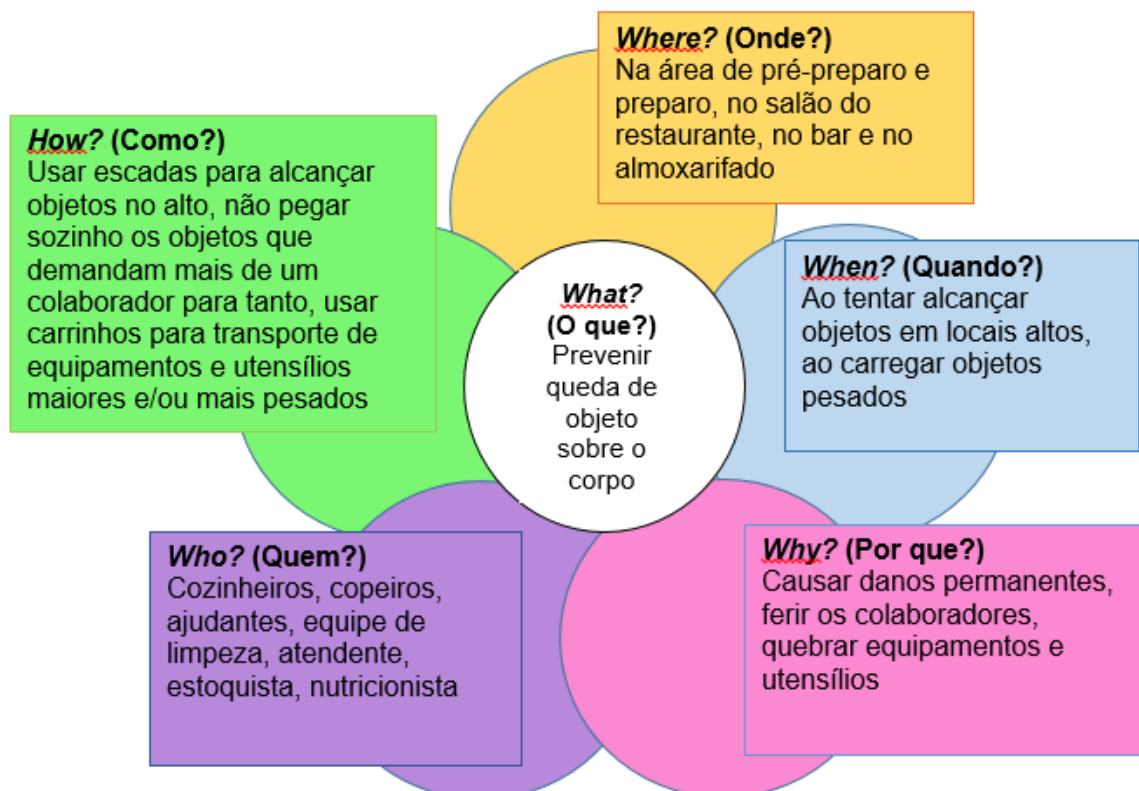 Where? (Onde?)
Na área de pré-preparo e
preparo, no salão do
restaurante, no bar e no
almoxarifado
How? (Como?)
Usar escadas para alcançar
objetos no alto, não pegar
sozinho os objetos que
demandam mais de um
colaborador para tanto, usar
carrinhos para transporte de
equipamentos e utensílios
maiores e/ou mais pesados
What?
(O que?)
Prevenir
queda de
objeto
sobre o
corpo
When? (Quando?)
Ao tentar alcançar
objetos em locais altos,
ao carregar objetos
pesados
Who? (Quem?)
Cozinheiros, copeiros,
ajudantes, equipe de
limpeza, atendente,
estoquista, nutricionista
Why? (Por que?)
Causar danos permanentes,
ferir os colaboradores,
quebrar equipamentos e
utensílios